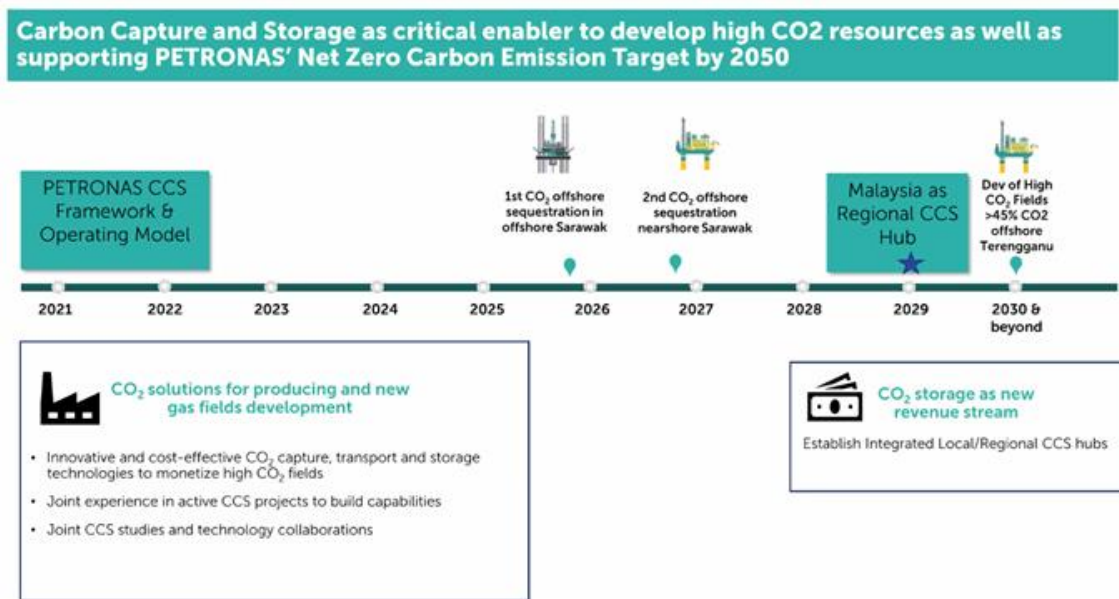 Carbon Capture and Storage as critical enabler to develop high CO2 resources as well as
supporting PETRONAS’ Net Zero Carbon Emission Target by 2050
PETRONAS CCS
Framework &
Operating Model
1st CO₂ offshore
sequestration in
offshore Sarawak
2nd CO₂ offshore
sequestration
nearshore Sarawak
Malaysia as
Regional CCS
Hub
Dev of High
CO₂ Fields
>45% CO2
offshore
Terengganu
2021
2022
2023
2024
2025
2026
2027
2028
2029
2030 &
beyond
CO₂ solutions for producing and new
gas fields development
• Innovative and cost-effective CO₂ capture, transport and storage
technologies to monetize high CO₂ fields
• Joint experience in active CCS projects to build capabilities
• Joint CCS studies and technology collaborations
CO₂ storage as new
revenue stream
Establish Integrated Local/Regional CCS hubs